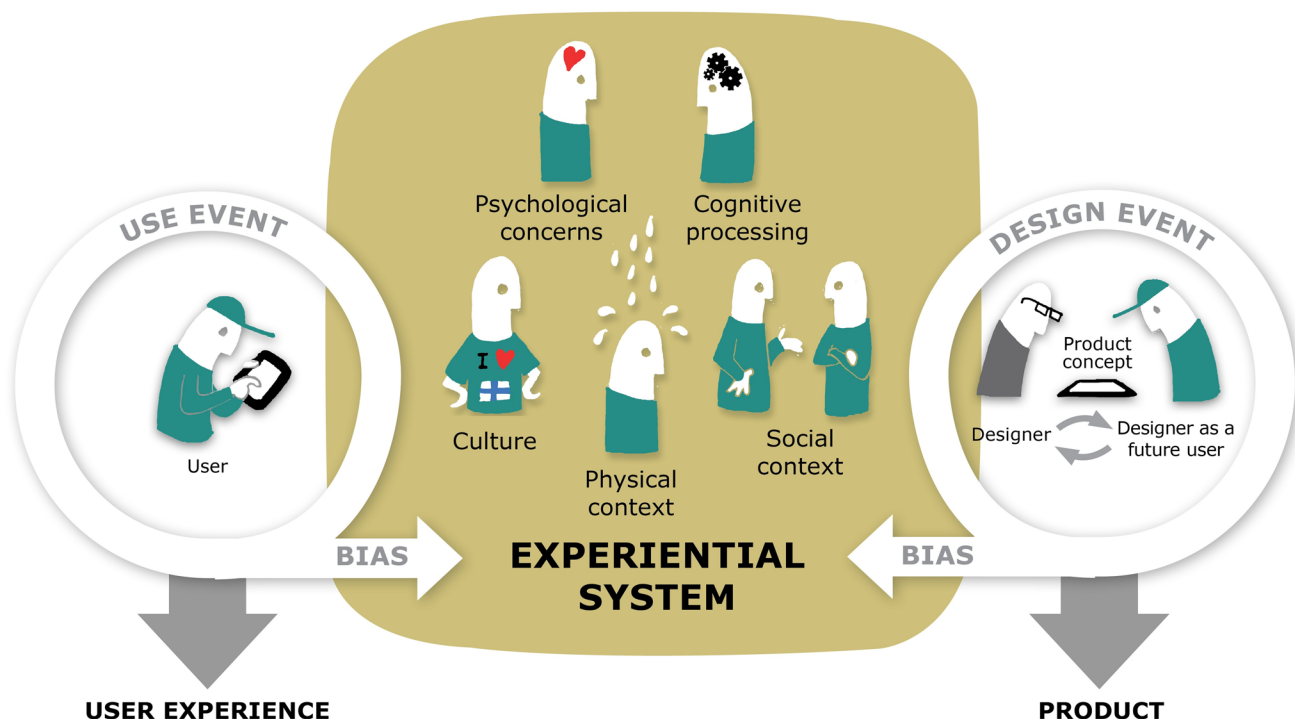 Psychological
concerns
Cognitive
processing
USE EVENT
DESIGN EVENT
I
Product
concept
Designer
Designer as a
future user
User
Culture
Social
context
Physical
context
BIAS
EXPERIENTIAL
SYSTEM
BIAS
USER EXPERIENCE
PRODUCT